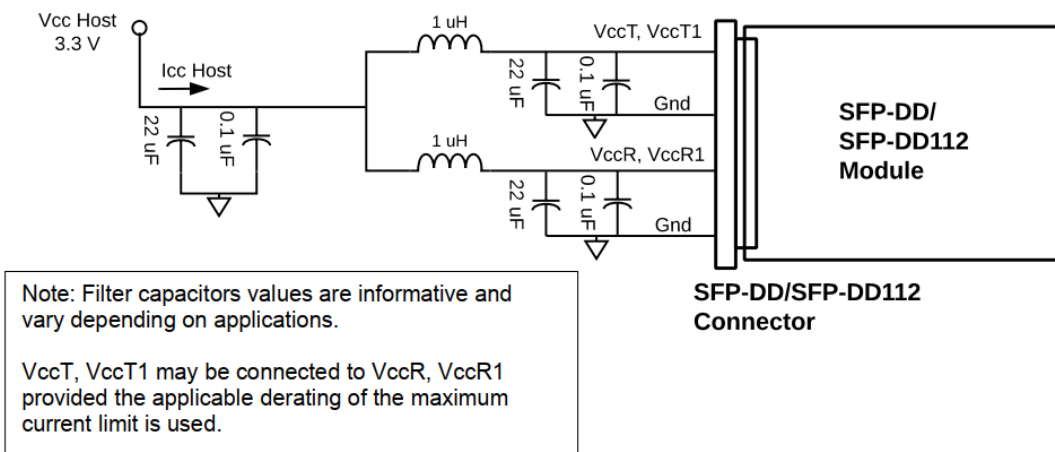 Vcc Host
3.3 V
Icc Host
22 uF
0.1 uF
1 uH
VccT, VccT1
22 uF
0.1 uF
Gnd
1 uH
VccR, VccR1
22 uF
0.1 uF
Gnd
SFP-DD/
SFP-DD112
Module
SFP-DD/SFP-DD112
Connector
Note: Filter capacitors values are informative and
vary depending on applications.
VccT, VccT1 may be connected to VccR, VccR1
provided the applicable derating of the maximum
current limit is used.